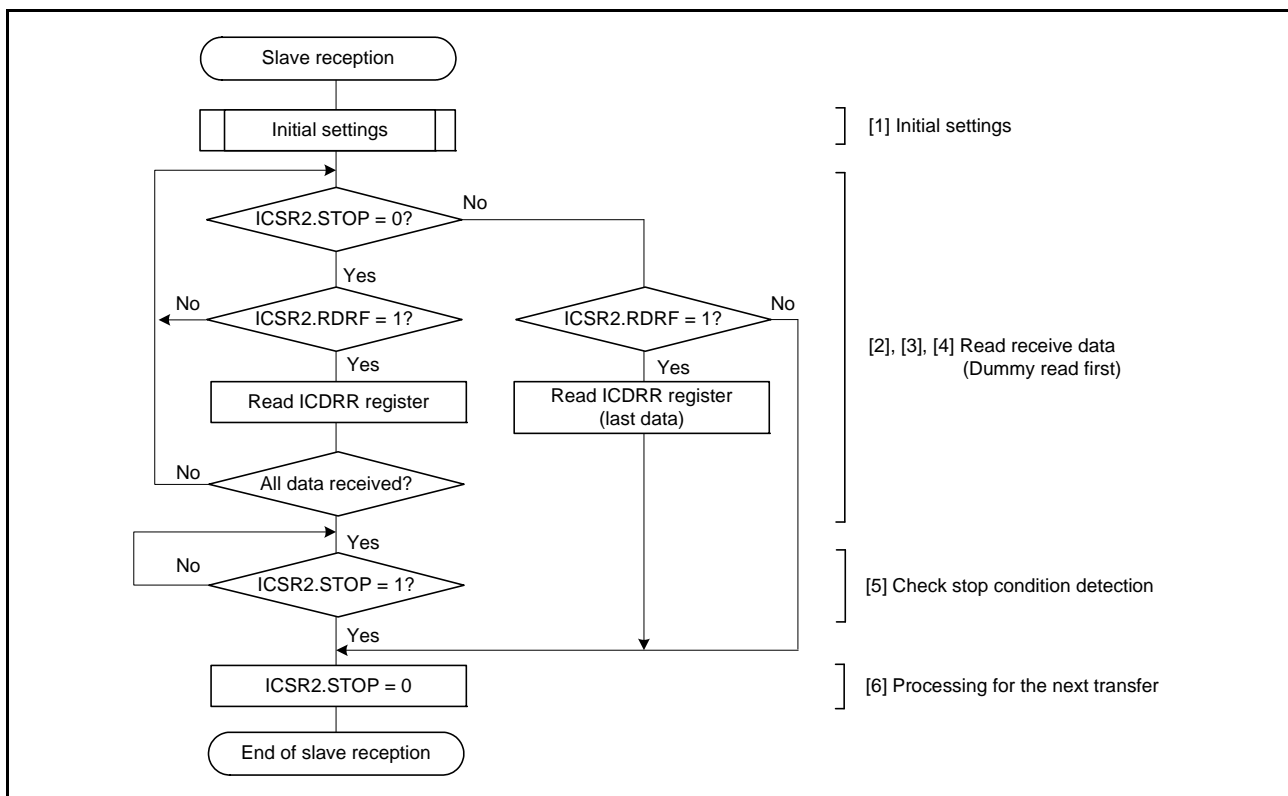 Slave reception
Initial settings
[1] Initial settings
ICSR2.STOP = 0?
No
Yes
No
ICSR2.RDRF = 1?
ICSR2.RDRF = 1?
No
Yes
Yes
[2], [3], [4] Read receive data
(Dummy read first)
Read ICDRR register
Read ICDRR register
(last data)
No
All data received?
Yes
No
ICSR2.STOP = 1?
[5] Check stop condition detection
Yes
ICSR2.STOP = 0
[6] Processing for the next transfer
End of slave reception